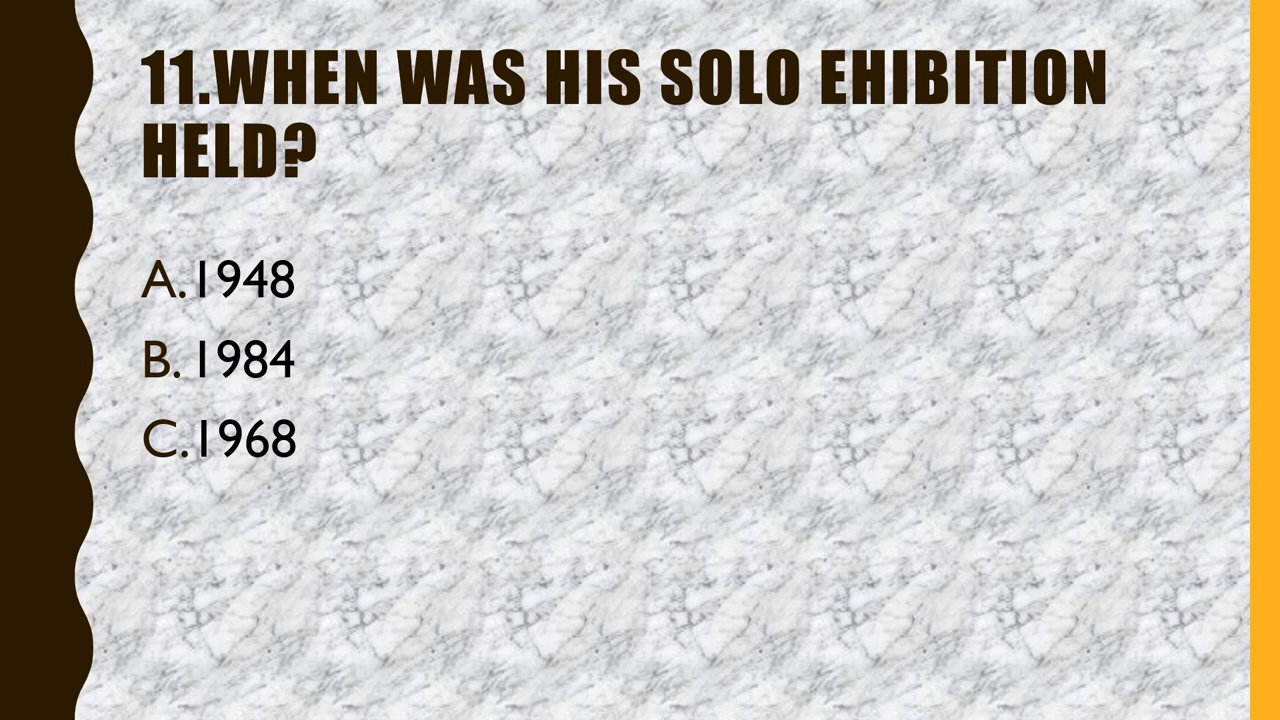 11.WHEN WAS HIS SOLO EHIBITION
HELD?
A.1948
B. 1984
C.1968